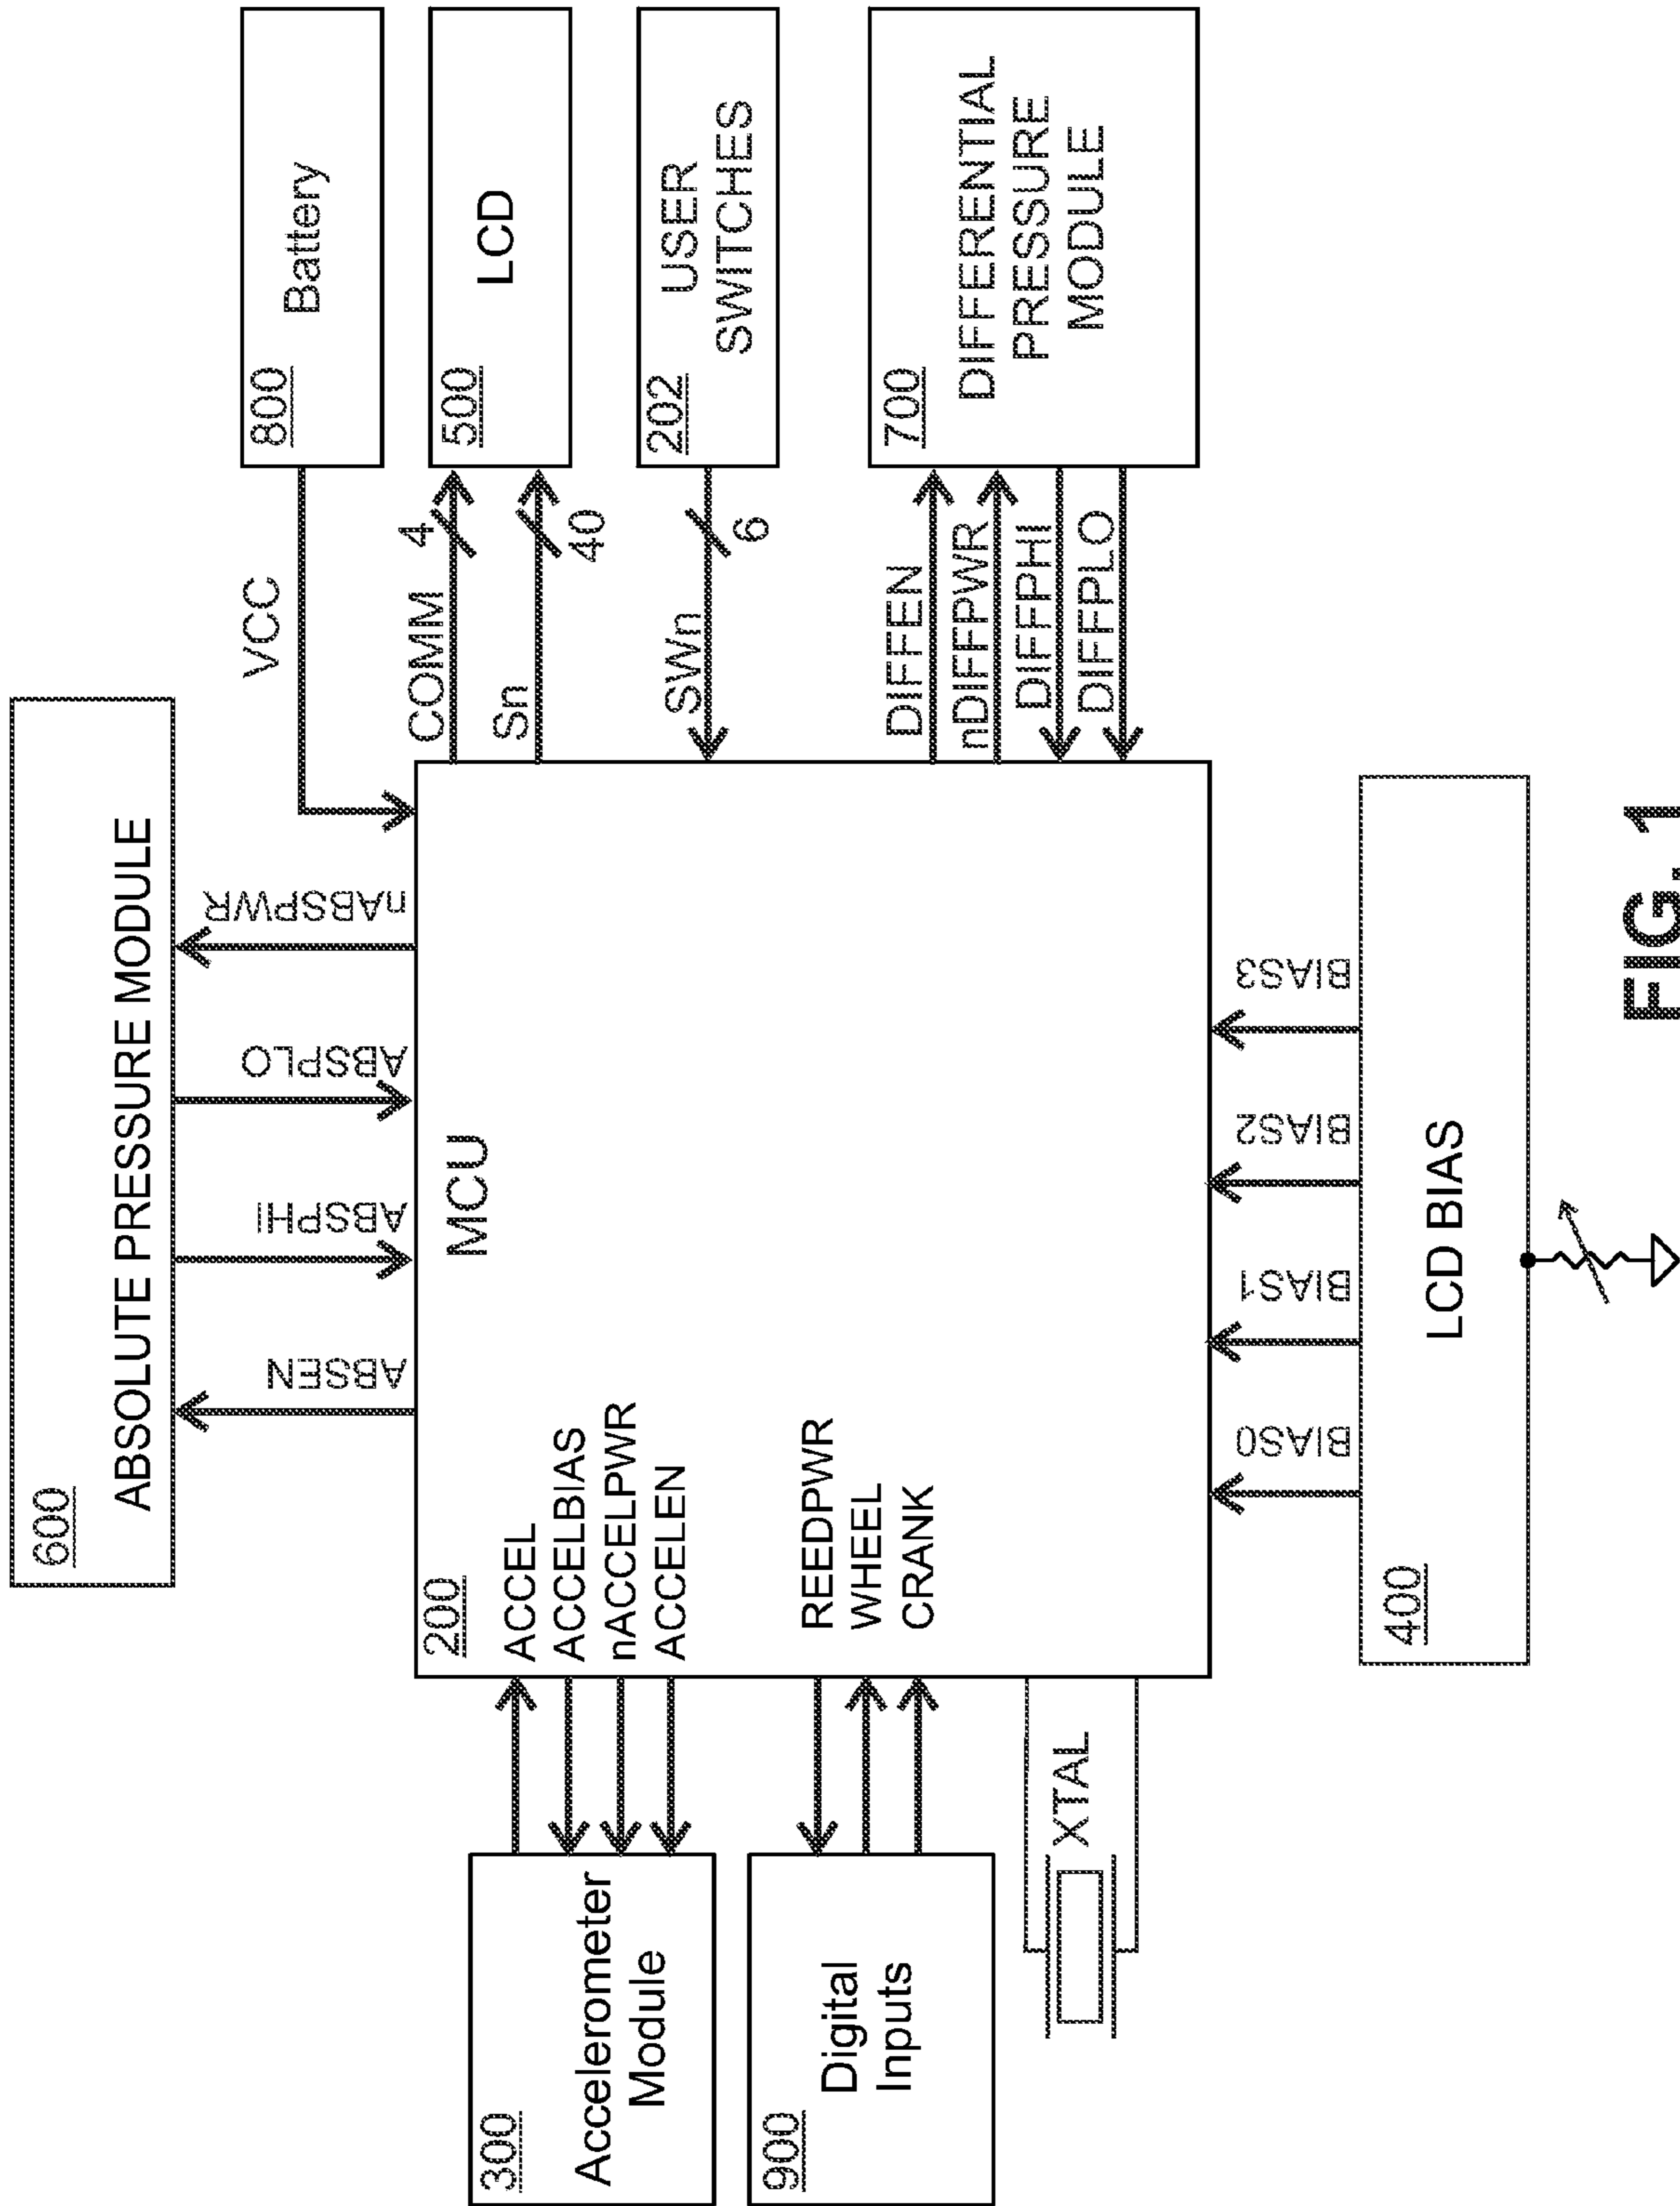 600
ABSOLUTE PRESSURE MODULE
ABSEN
ABSPHI
ABSPLO
nABSPWR
VCC
800
Battery
COMM
4
Sn
40
500
LCD
SWn
6
202
USER
SWITCHES
DIFFEN
nDIFFPWR
DIFFPHI
DIFFPLO
700
DIFFERENTIAL
PRESSURE
MODULE
200
MCU
ACCEL
ACCELBIAS
nACCELPWR
ACCELEN
REEDPWR
WHEEL
CRANK
300
Accelerometer
Module
900
Digital
Inputs
XTAL
BIAS0
BIAS1
BIAS2
BIAS3
400
LCD BIAS
FIG. 1